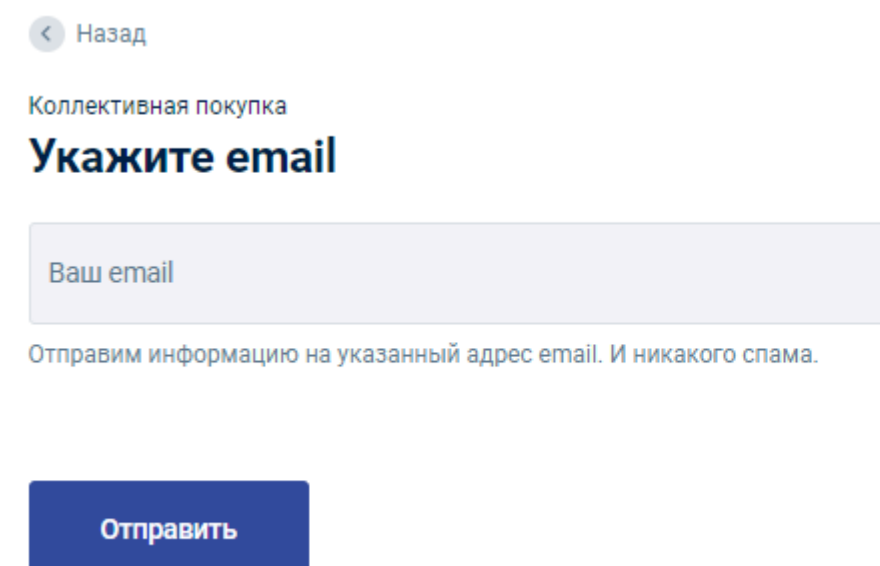 Назад
Коллективная покупка
Укажите email
Ваш email
Отправим информацию на указанный адрес email. И никакого спама.
Отправить